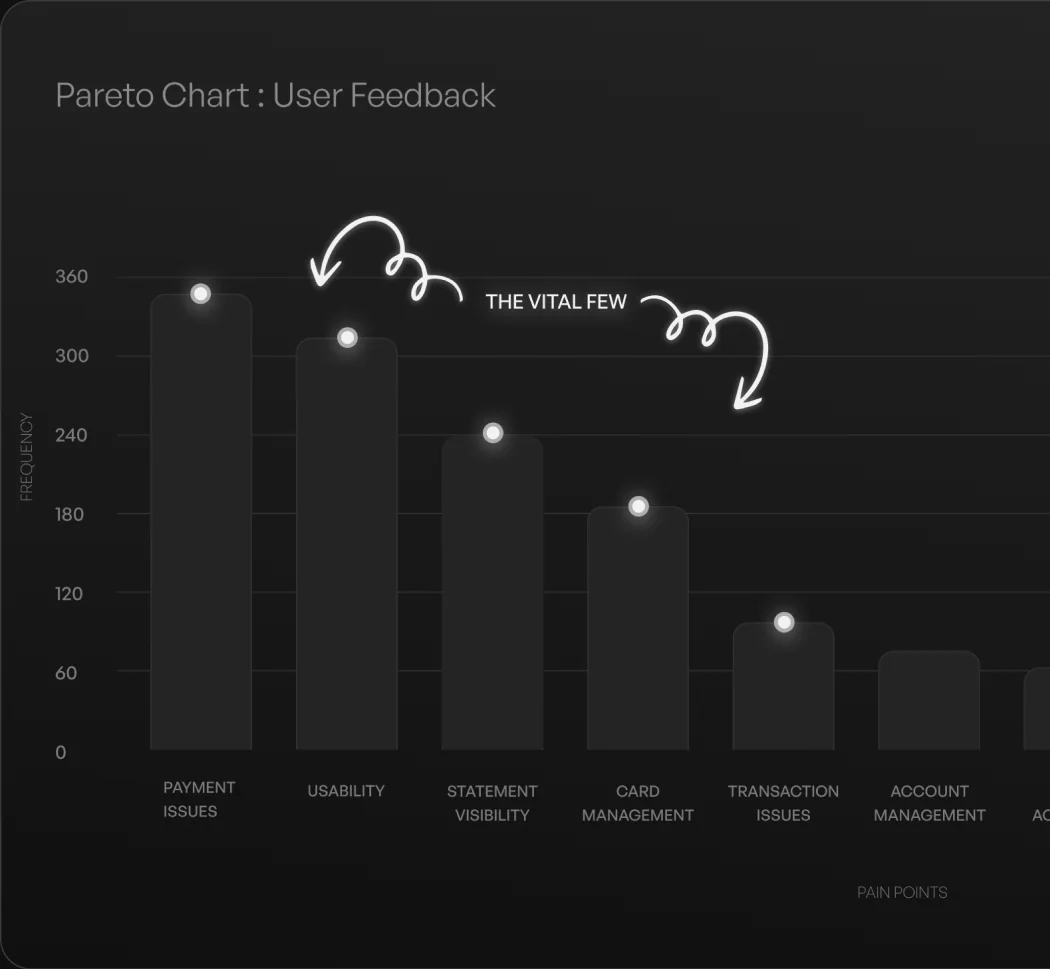 Pareto Chart : User Feedback
THE VITAL FEW
FREQUENCY
360
300
240
180
120
60
0
PAYMENT
ISSUES
USABILITY
STATEMENT
VISIBILITY
CARD
MANAGEMENT
TRANSACTION
ISSUES
ACCOUNT
MANAGEMENT
PAIN POINTS